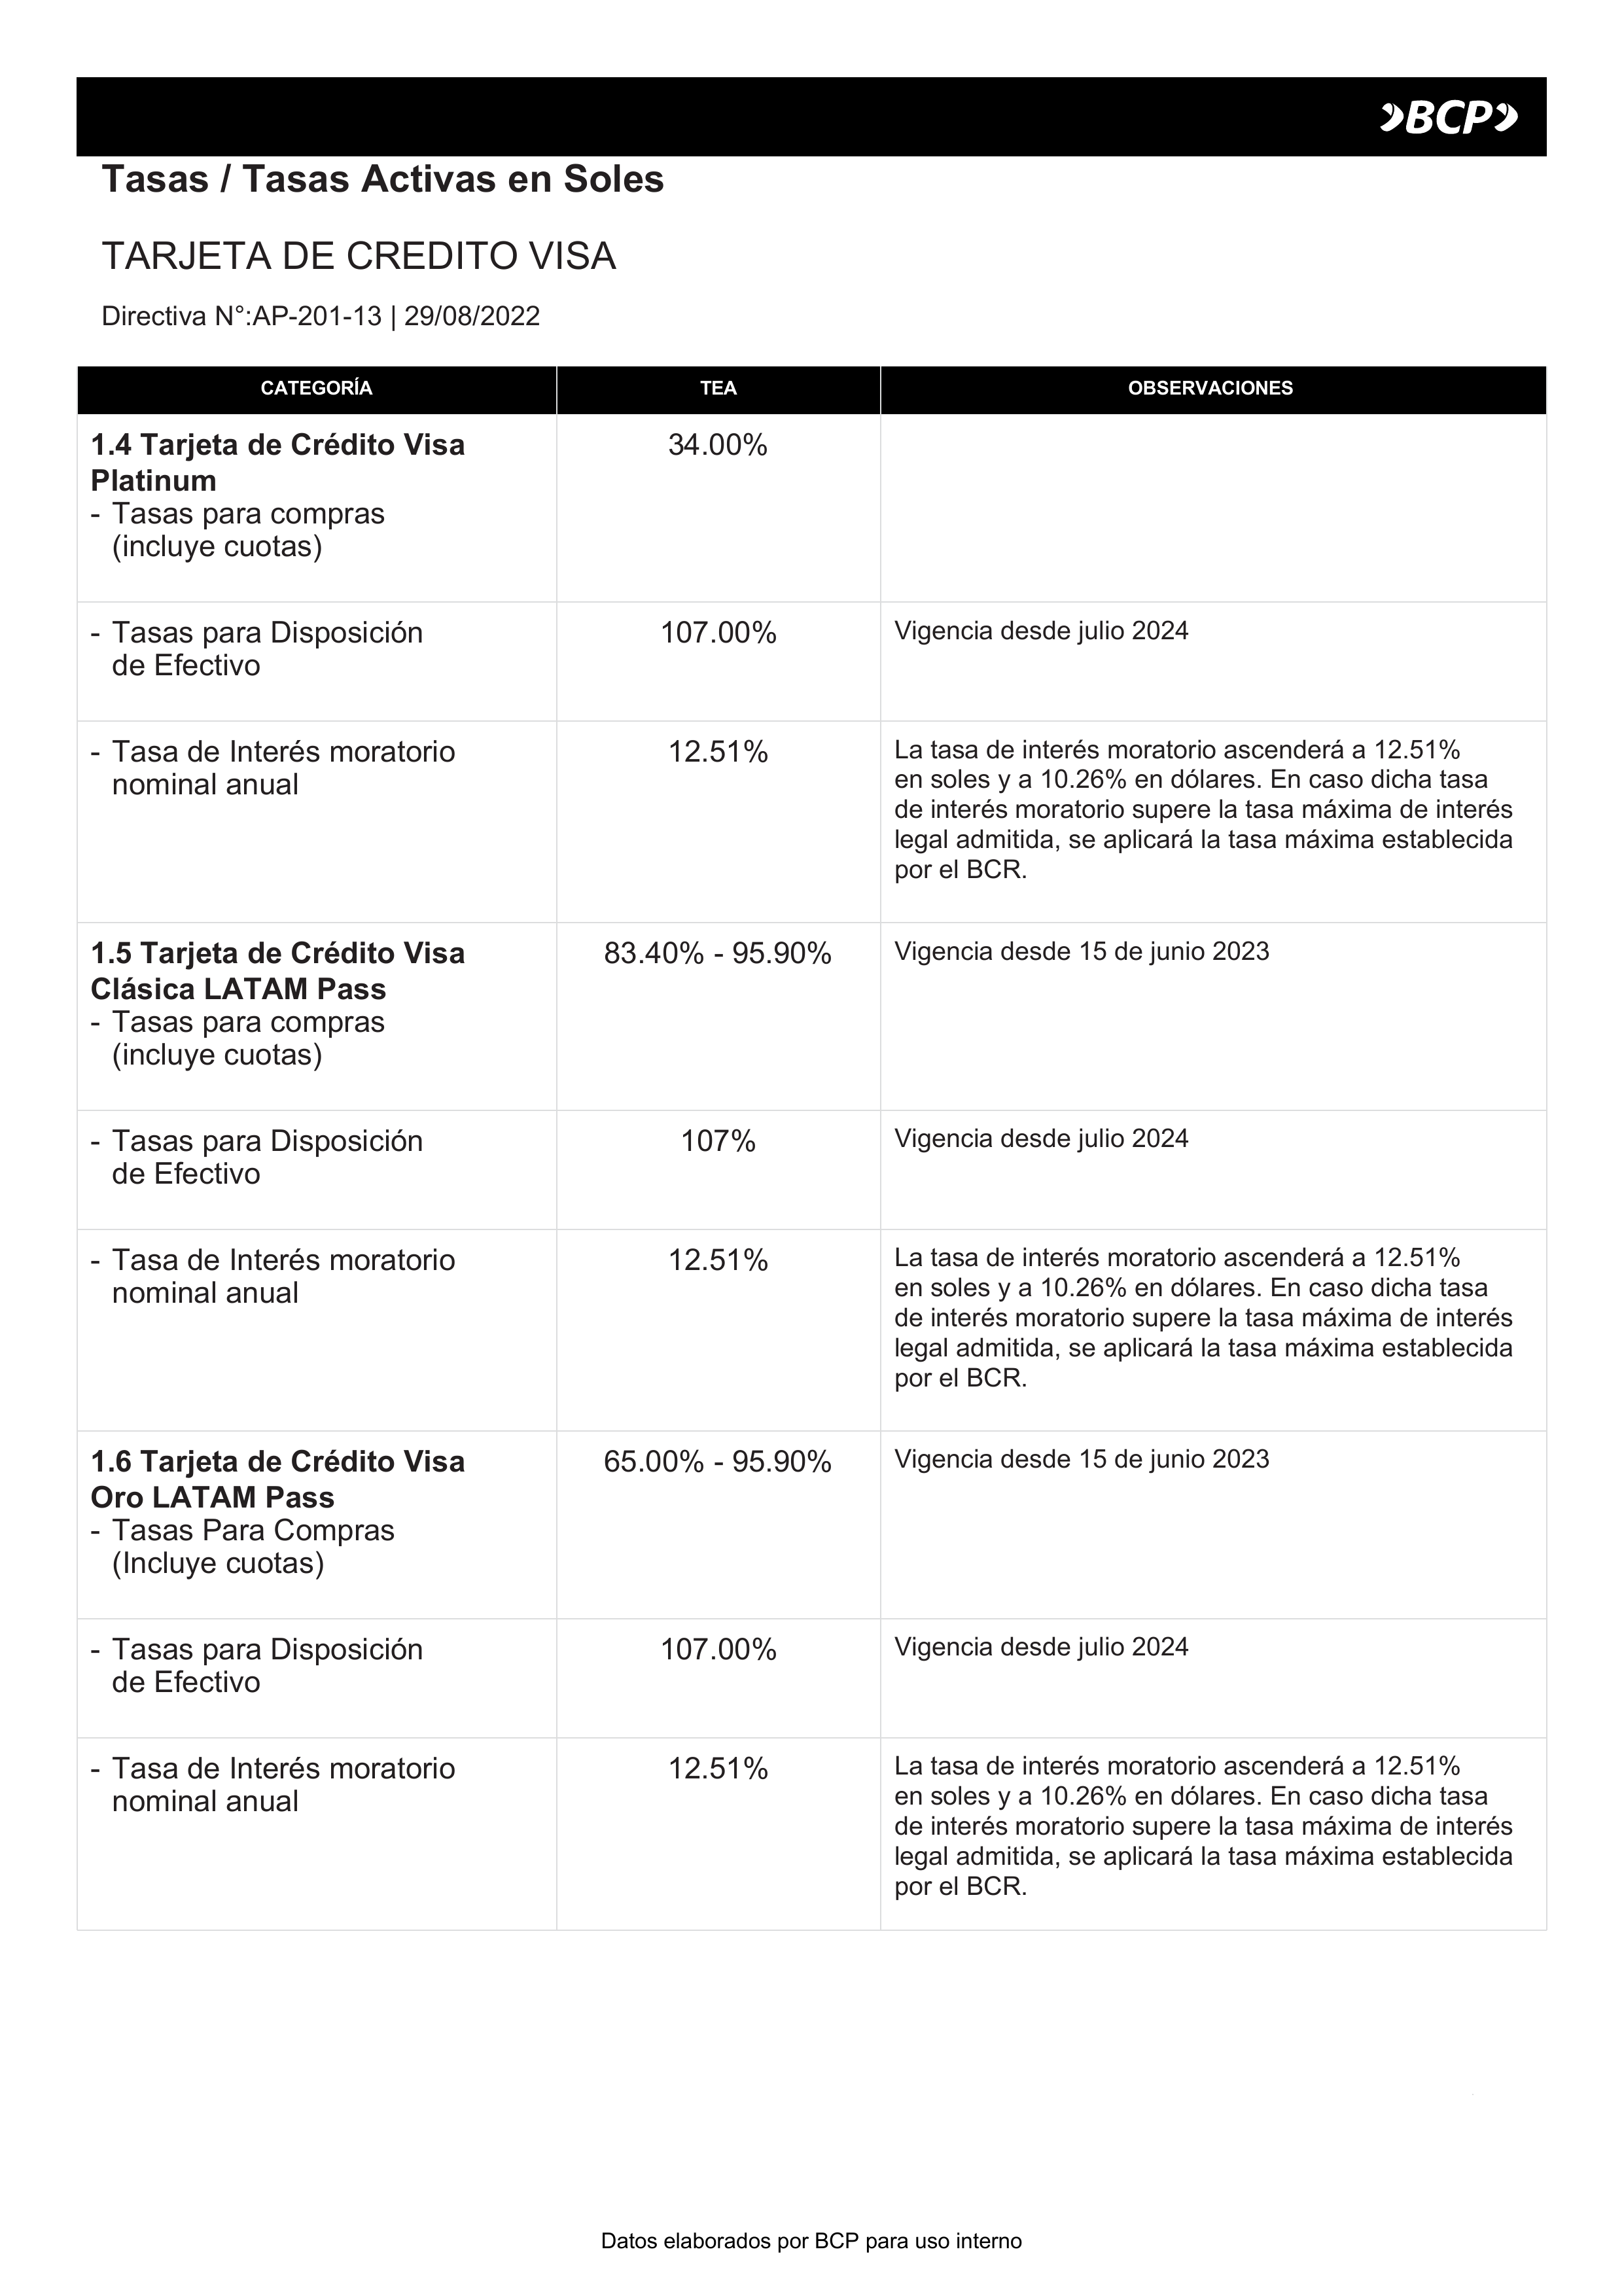 BCP
Tasas / Tasas Activas en Soles
TARJETA DE CREDITO VISA
Directiva N°:AP-201-13 | 29/08/2022
CATEGORÍA
TEA
OBSERVACIONES
1.4 Tarjeta de Crédito Visa
Platinum
- Tasas para compras
(incluye cuotas)
34.00%
- Tasas para Disposición
de Efectivo
107.00%
Vigencia desde julio 2024
- Tasa de Interés moratorio
nominal anual
12.51%
La tasa de interés moratorio ascenderá a 12.51%
en soles y a 10.26% en dólares. En caso dicha tasa
de interés moratorio supere la tasa máxima de interés
legal admitida, se aplicará la tasa máxima establecida
por el BCR.
1.5 Tarjeta de Crédito Visa
Clásica LATAM Pass
- Tasas para compras
(incluye cuotas)
83.40% - 95.90%
Vigencia desde 15 de junio 2023
- Tasas para Disposición
de Efectivo
107%
Vigencia desde julio 2024
- Tasa de Interés moratorio
nominal anual
12.51%
La tasa de interés moratorio ascenderá a 12.51%
en soles y a 10.26% en dólares. En caso dicha tasa
de interés moratorio supere la tasa máxima de interés
legal admitida, se aplicará la tasa máxima establecida
por el BCR.
1.6 Tarjeta de Crédito Visa
Oro LATAM Pass
- Tasas Para Compras
(Incluye cuotas)
65.00% - 95.90%
Vigencia desde 15 de junio 2023
- Tasas para Disposición
de Efectivo
107.00%
Vigencia desde julio 2024
- Tasa de Interés moratorio
nominal anual
12.51%
La tasa de interés moratorio ascenderá a 12.51%
en soles y a 10.26% en dólares. En caso dicha tasa
de interés moratorio supere la tasa máxima de interés
legal admitida, se aplicará la tasa máxima establecida
por el BCR.
Datos elaborados por BCP para uso interno